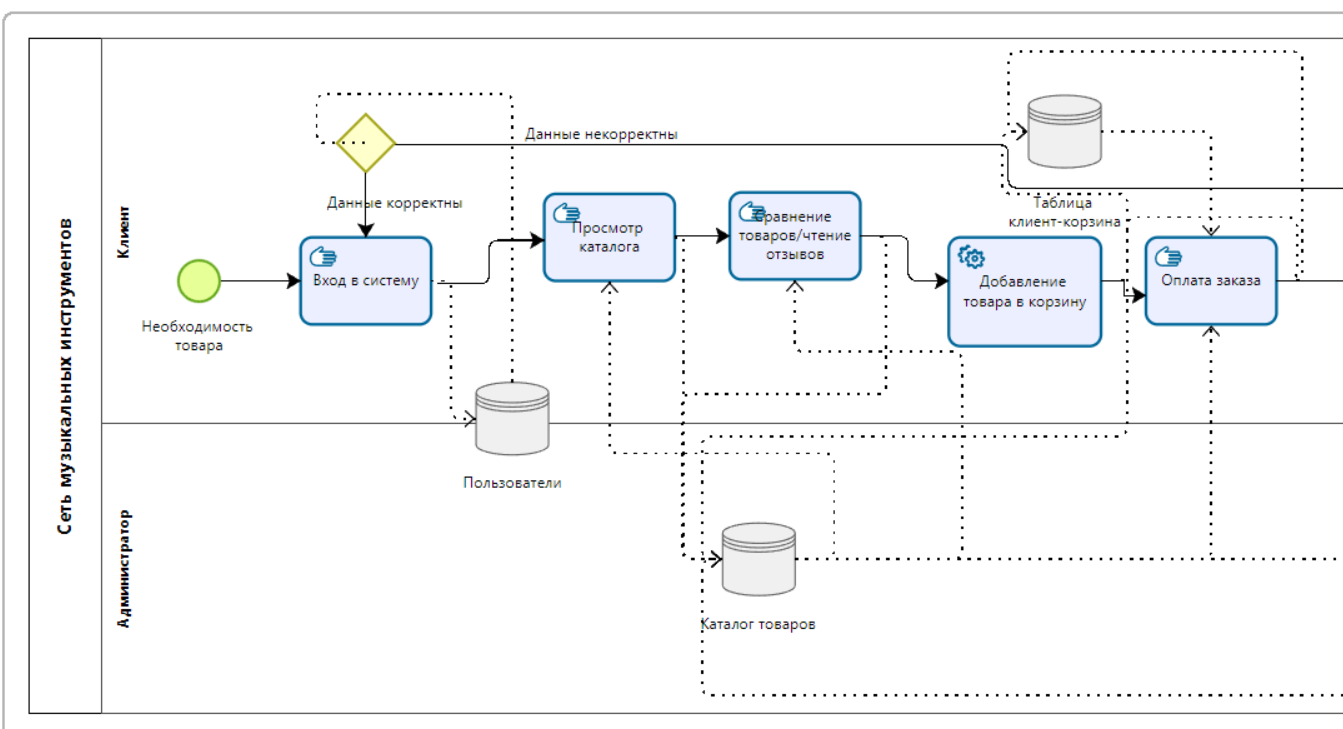 Сеть музыкальных инструментов
Клиент
Данные некорректны
Данные корректны
Таблица
клиент-корзина
Просмотр
каталога
Сравнение
товаров/чтение
отзывов
Вход в систему
Добавление
товара в корзину
Оплата заказа
Необходимость
товара
Пользователи
Администратор
Каталог товаров